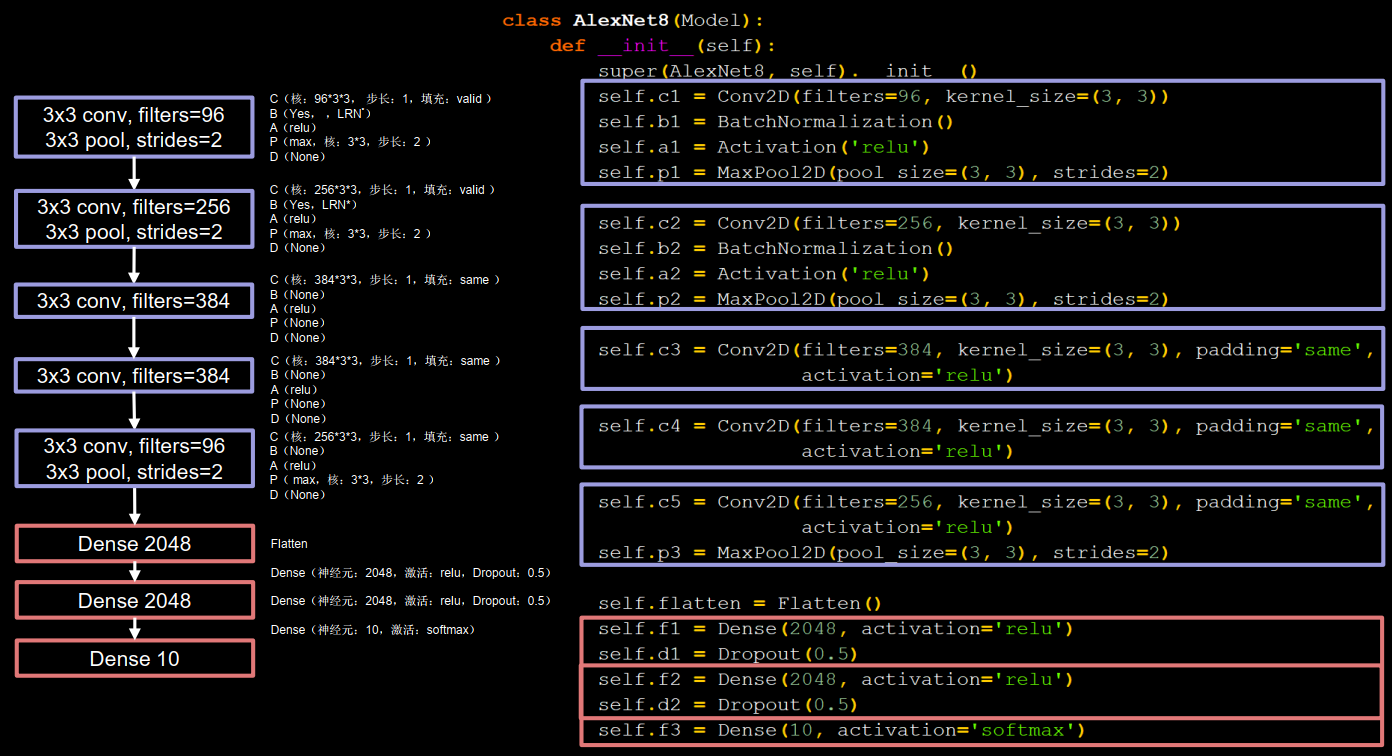 3x3 conv, filters=96
3x3 pool, strides=2
3x3 conv, filters=256
3x3 pool, strides=2
3x3 conv, filters=384
3x3 conv, filters=384
3x3 conv, filters=96
3x3 pool, strides=2
Dense 2048
Dense 2048
Dense 10
C（核：96*3*3，步长：1，填充：valid ）
B（Yes，，LRN*）
A（relu）
P（max，核：3*3，步长：2 ）
D（None）
C（核：256*3*3，步长：1，填充：valid ）
B（Yes，LRN*）
A（relu）
P（max，核：3*3，步长：2 ）
D（None）
C（核：384*3*3，步长：1，填充：same ）
B（None）
A（relu）
P（None）
D（None）
C（核：384*3*3，步长：1，填充：same ）
B（None）
A（relu）
P（None）
D（None）
C（核：256*3*3，步长：1，填充：same ）
B（None）
A（relu）
P（ max，核：3*3，步长：2 ）
D（None）
Flatten
Dense（神经元：2048，激活：relu，Dropout：0.5）
Dense（神经元：2048，激活：relu，Dropout：0.5）
Dense（神经元：10，激活：softmax）
class AlexNet8(Model):
def __init__(self):
super(AlexNet8, self).__init__()
self.c1 = Conv2D(filters=96, kernel_size=(3, 3))
self.b1 = BatchNormalization()
self.a1 = Activation('relu')
self.p1 = MaxPool2D(pool_size=(3, 3), strides=2)
self.c2 = Conv2D(filters=256, kernel_size=(3, 3))
self.b2 = BatchNormalization()
self.a2 = Activation('relu')
self.p2 = MaxPool2D(pool_size=(3, 3), strides=2)
self.c3 = Conv2D(filters=384, kernel_size=(3, 3), padding='same',
activation='relu')
self.c4 = Conv2D(filters=384, kernel_size=(3, 3), padding='same',
activation='relu')
self.c5 = Conv2D(filters=256, kernel_size=(3, 3), padding='same',
activation='relu')
self.p3 = MaxPool2D(pool_size=(3, 3), strides=2)
self.flatten = Flatten()
self.f1 = Dense(2048, activation='relu')
self.d1 = Dropout(0.5)
self.f2 = Dense(2048, activation='relu')
self.d2 = Dropout(0.5)
self.f3 = Dense(10, activation='softmax')